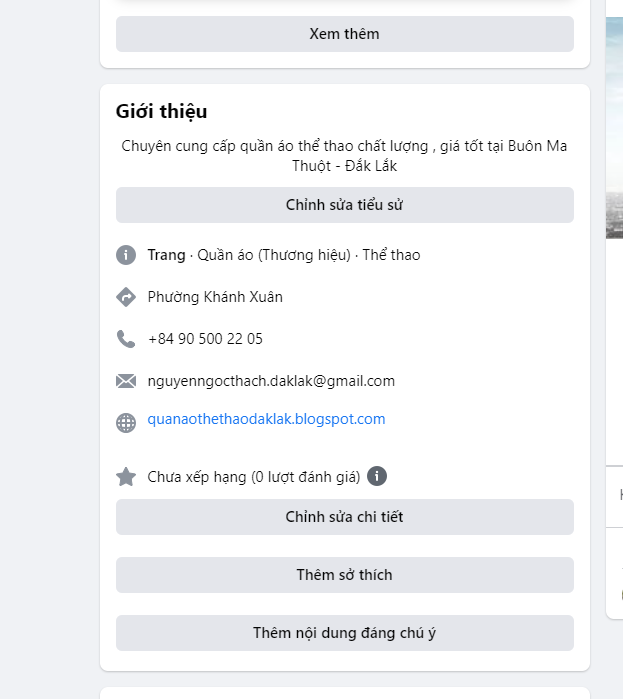 Xem thêm
Giới thiệu
Chuyên cung cấp quần áo thể thao chất lượng , giá tốt tại Buôn Ma
Thuột - Đắk Lắk
Chỉnh sửa tiểu sử
Trang · Quần áo (Thương hiệu) · Thể thao
Phường Khánh Xuân
+84 90 500 22 05
nguyenngocthach.daklak@gmail.com
quanaothethaodaklak.blogspot.com
Chưa xếp hạng (0 lượt đánh giá)
Chỉnh sửa chi tiết
Thêm sở thích
Thêm nội dung đáng chú ý